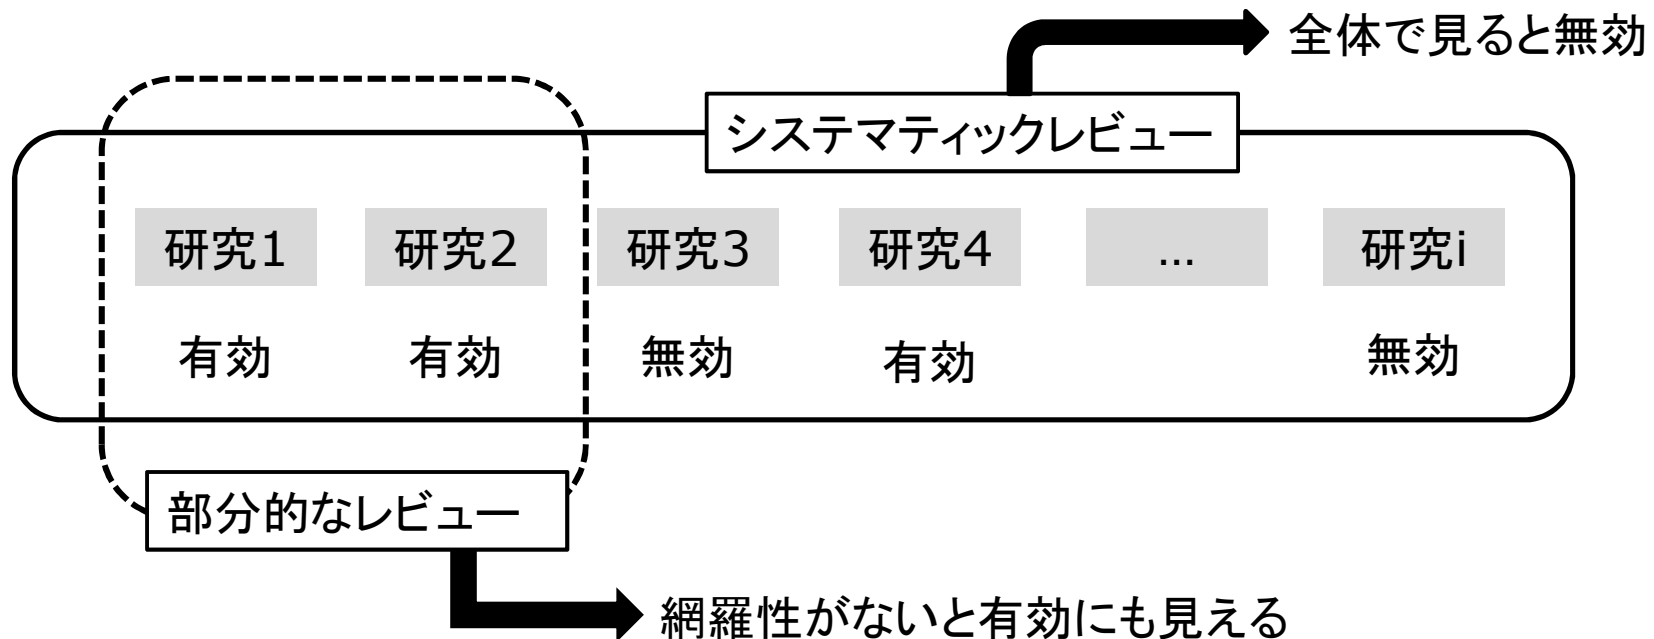 全体で見ると無効
システマティックレビュー
研究1 研究2 研究3 研究4 … 研究i
有効 有効 無効 有効 無効
部分的なレビュー
網羅性がないと有効にも見える